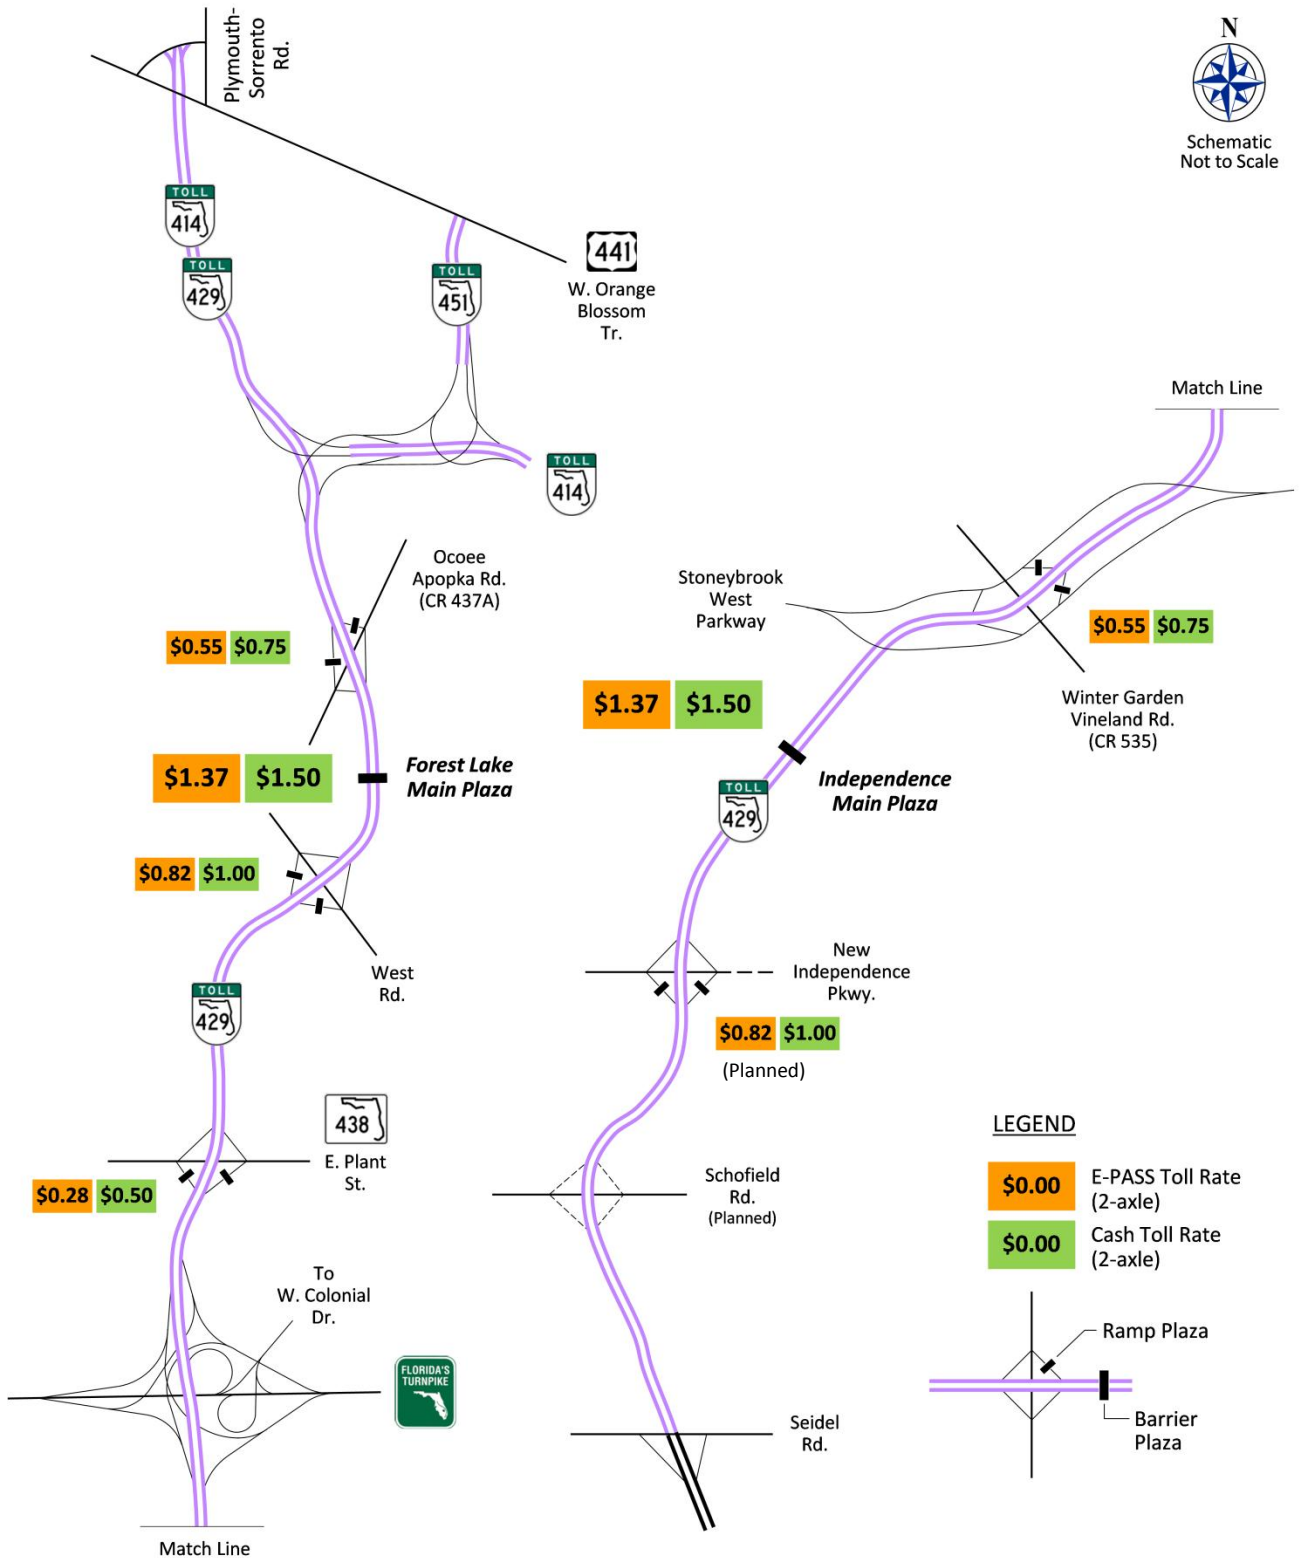 Plymouth-
Sorrento
Rd.
N
Schematic
Not to Scale
TOLL
414
TOLL
429
TOLL
451
441
W. Orange
Blossom
Tr.
TOLL
414
Ocoee
Apopka Rd.
(CR 437A)
$0.55 $0.75
$1.37 $1.50
Forest Lake
Main Plaza
$0.82 $1.00
West
Rd.
TOLL
429
438
E. Plant
St.
$0.28 $0.50
To
W. Colonial
Dr.
FLORIDA'S
TURNPIKE
Match Line
Match Line
Stoneybrook
West
Parkway
$0.55 $0.75
Winter Garden
Vineland Rd.
(CR 535)
$1.37 $1.50
Independence
Main Plaza
TOLL
429
New
Independence
Pkwy.
$0.82 $1.00
(Planned)
Schofield
Rd.
(Planned)
Seidel
Rd.
LEGEND
$0.00 E-PASS Toll Rate
(2-axle)
$0.00 Cash Toll Rate
(2-axle)
Ramp Plaza
Barrier
Plaza